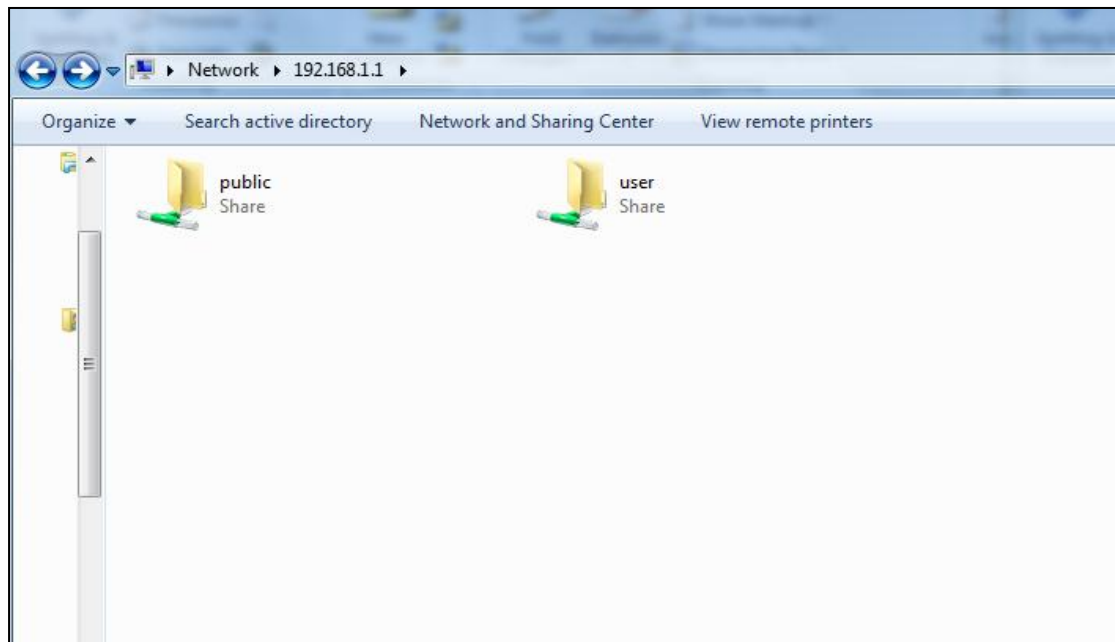 Network 192.168.1.1
Organize Search active directory Network and Sharing Center View remote printers
public
Share
user
Share